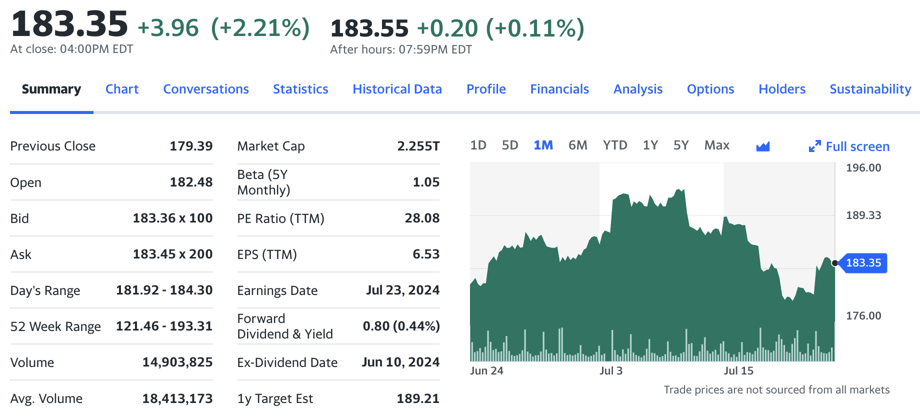 183.35 +3.96 (+2.21%) 183.55 +0.20 (+0.11%)
At close: 04:00PM EDT After hours: 07:59PM EDT
Summary Chart Conversations Statistics Historical Data Profile Financials Analysis Options Holders Sustainability
Previous Close 179.39
Open 182.48
Bid 183.36 x 100
Ask 183.45 x 200
Day's Range 181.92 - 184.30
52 Week Range 121.46 - 193.31
Volume 14,903,825
Avg. Volume 18,413,173
Market Cap 2.255T
Beta (5Y
Monthly) 1.05
PE Ratio (TTM) 28.08
EPS (TTM) 6.53
Earnings Date Jul 23, 2024
Forward
Dividend & Yield 0.80 (0.44%)
Ex-Dividend Date Jun 10, 2024
1y Target Est 189.21
1D 5D 1M 6M YTD 1Y 5Y Max Full screen
196.00
189.33
183.35
176.00
Jun 24 Jul 3 Jul 15
Trade prices are not sourced from all markets